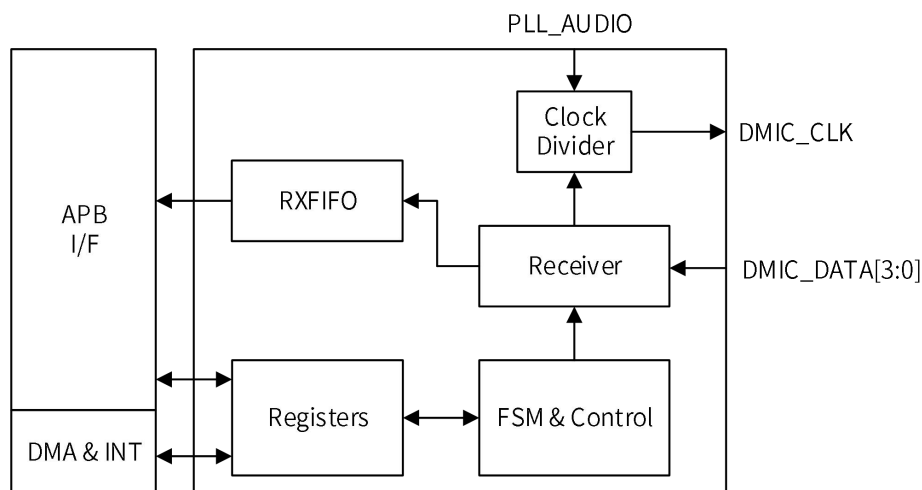 PLL_AUDIO
Clock
Divider
DMIC_CLK
APB
I/F
RXFIFO
Receiver
DMIC_DATA[3:0]
Registers
FSM & Control
DMA & INT